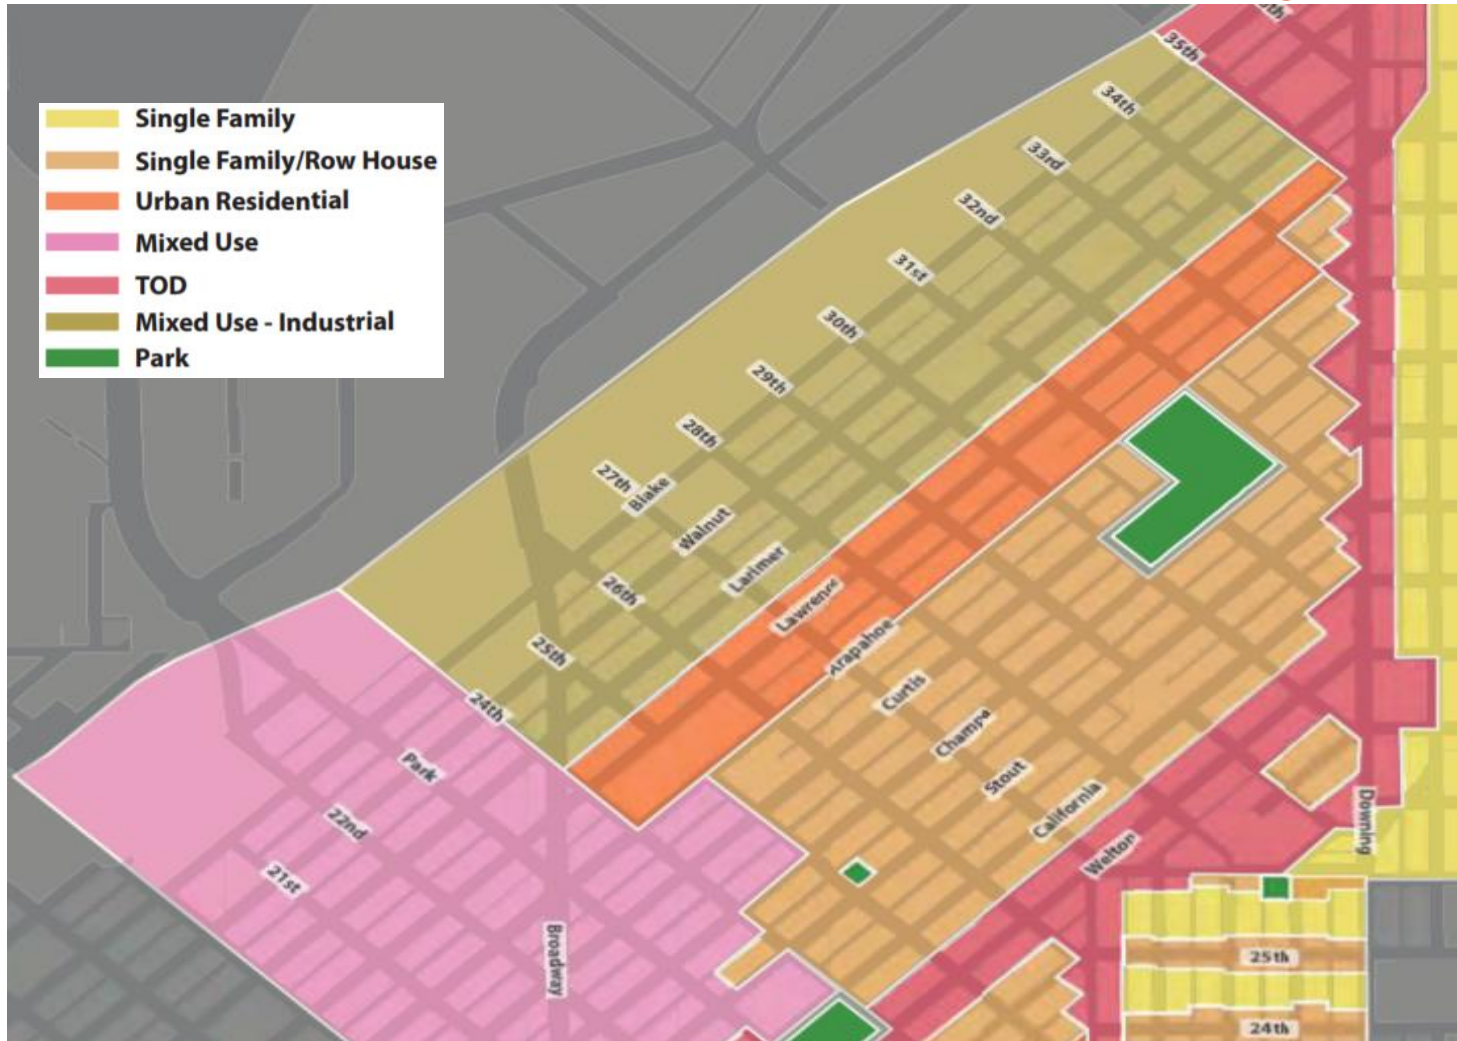 Single Family
Single Family/Row House
Urban Residential
Mixed Use
TOD
Mixed Use - Industrial
Park
35th
34th
33rd
32nd
31st
30th
29th
28th
27th
Blake
Walnut
Larimer
26th
Lawrence
25th
Arapahoe
24th
Curtis
Champa
Park
Stout
22nd
California
Downing
21st
Welton
Broadway
25th
24th